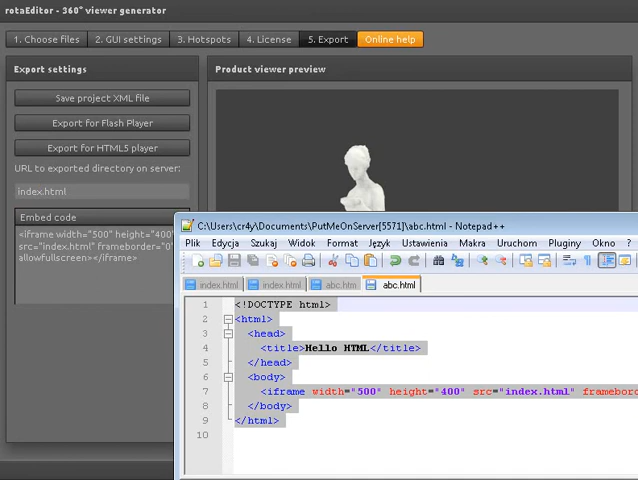 rotaEditor - 360° viewer generator
1. Choose files
2. GUI settings
3. Hotspots
4. License
5. Export
Online help
Export settings
Save project XML file
Export for Flash Player
Export for HTML5 player
URL to exported directory on server:
index.html
Embed code
<iframe width="500" height="400"
src="index.html" frameborder="0"
allowfullscreen></iframe>
Product viewer preview
C:\Users\cr4y\Documents\PutMeOnServer[5571]\abc.html - Notepad++
Plik Edycja Szukaj Widok Format Język Ustawienia Makra Uruchom Pluginy Okno ?
index.html index.html abc.htm abc.html
1 <!DOCTYPE html>
2 <html>
3 <head>
4 <title>Hello HTML</title>
5 </head>
6 <body>
7 <iframe width="500" height="400" src="index.html" framebord
8 </body>
9 </html>
10